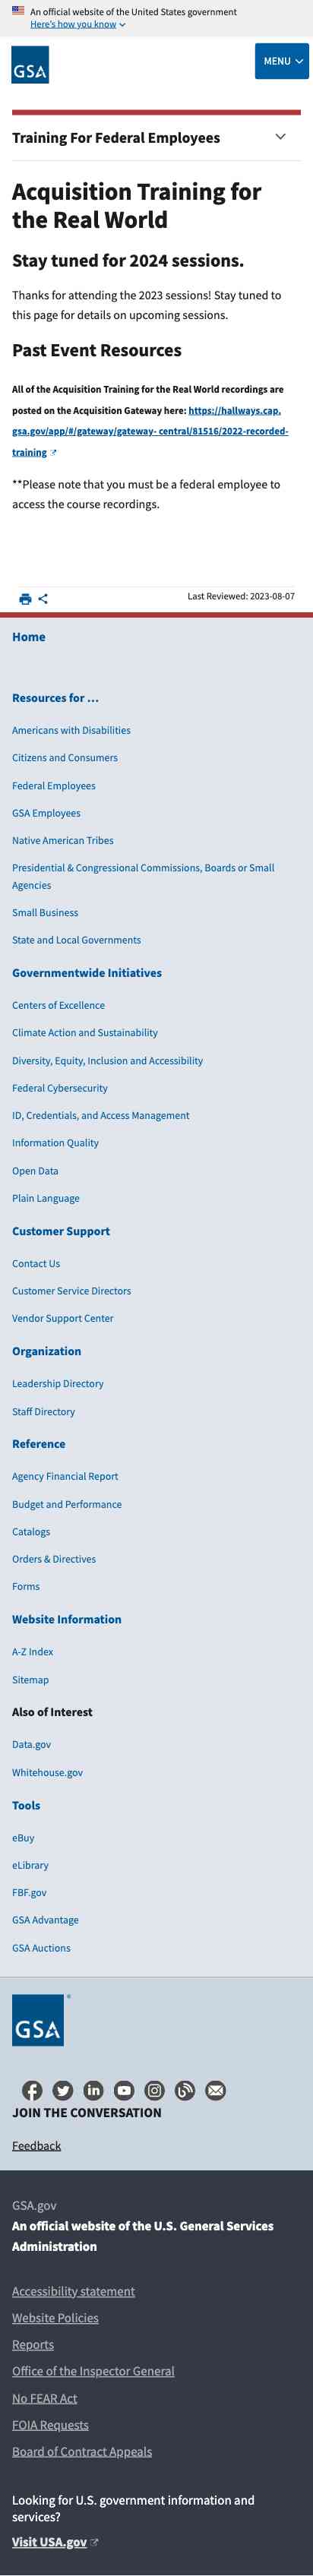 An official website of the United States government
Here's how you know
GSA
MENU
Training For Federal Employees
Acquisition Training for
the Real World
Stay tuned for 2024 sessions.
Thanks for attending the 2023 sessions! Stay tuned to
this page for details on upcoming sessions.
Past Event Resources
All of the Acquisition Training for the Real World recordings are
posted on the Acquisition Gateway here: https://hallways.cap.
gsa.gov/app/#/gateway/gateway- central/81516/2022-recorded-
training
**Please note that you must be a federal employee to
access the course recordings.
Last Reviewed: 2023-08-07
Home
Resources for …
Americans with Disabilities
Citizens and Consumers
Federal Employees
GSA Employees
Native American Tribes
Presidential & Congressional Commissions, Boards or Small
Agencies
Small Business
State and Local Governments
Governmentwide Initiatives
Centers of Excellence
Climate Action and Sustainability
Diversity, Equity, Inclusion and Accessibility
Federal Cybersecurity
ID, Credentials, and Access Management
Information Quality
Open Data
Plain Language
Customer Support
Contact Us
Customer Service Directors
Vendor Support Center
Organization
Leadership Directory
Staff Directory
Reference
Agency Financial Report
Budget and Performance
Catalogs
Orders & Directives
Forms
Website Information
A-Z Index
Sitemap
Also of Interest
Data.gov
Whitehouse.gov
Tools
eBuy
eLibrary
FBF.gov
GSA Advantage
GSA Auctions
GSA®
JOIN THE CONVERSATION
Feedback
GSA.gov
An official website of the U.S. General Services
Administration
Accessibility statement
Website Policies
Reports
Office of the Inspector General
No FEAR Act
FOIA Requests
Board of Contract Appeals
Looking for U.S. government information and
services?
Visit USA.gov